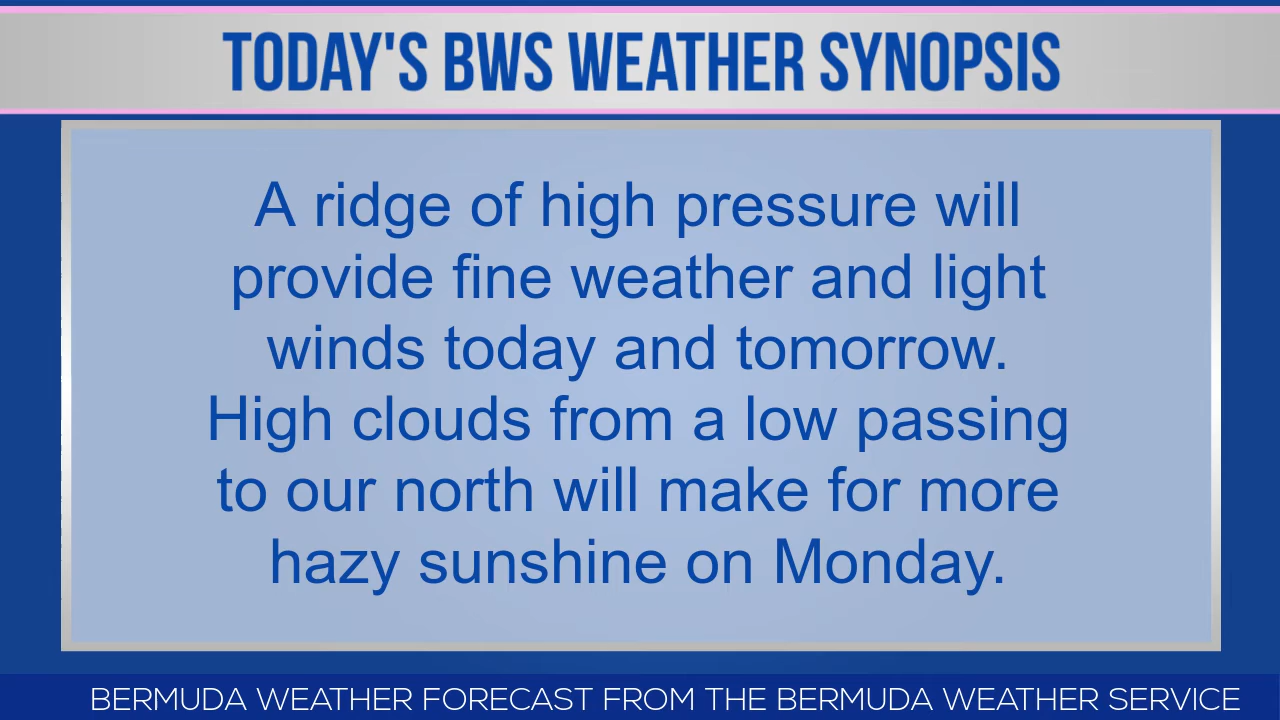 TODAY'S BWS WEATHER SYNOPSIS
A ridge of high pressure will
provide fine weather and light
winds today and tomorrow.
High clouds from a low passing
to our north will make for more
hazy sunshine on Monday.
BERMUDA WEATHER FORECAST FROM THE BERMUDA WEATHER SERVICE